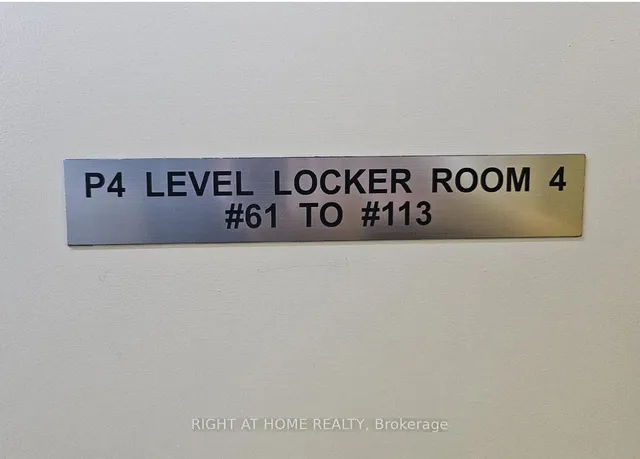 P4 LEVEL LOCKER ROOM 4
#61 TO #113
RIGHT AT HOME REALTY, Brokerage